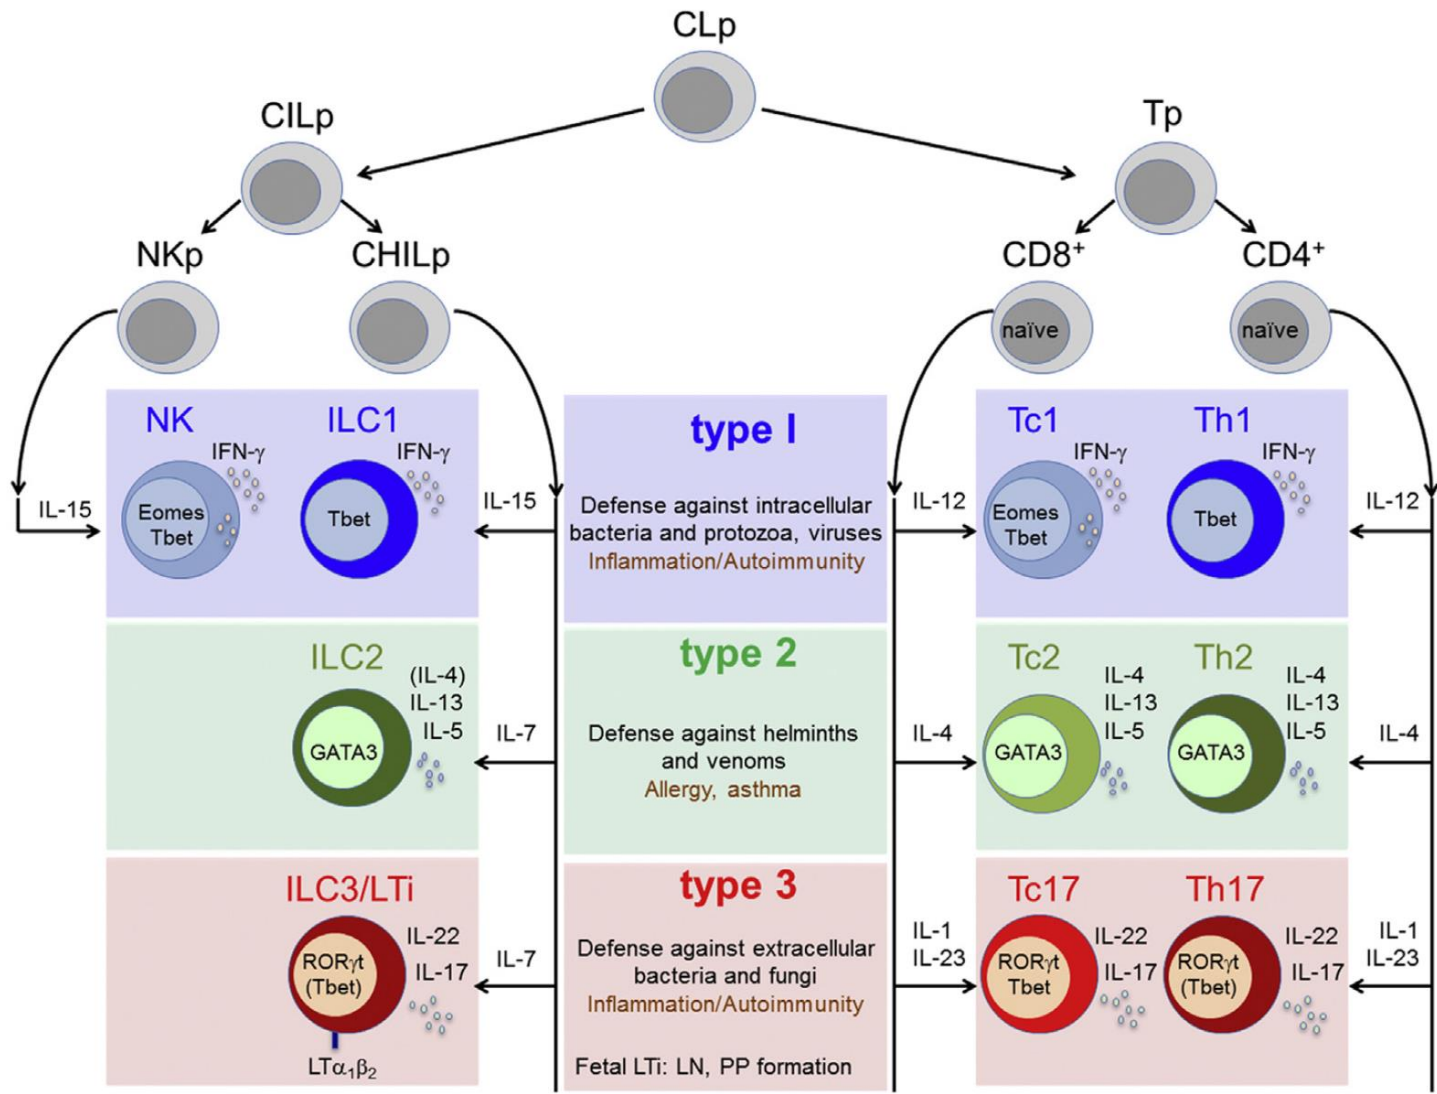 CLp
CILp
Tp
NKp
CHILp
CD8⁺
CD4⁺
naïve
naïve
NK
ILC1
type I
Tc1
Th1
IFN-γ
IFN-γ
IFN-γ
IFN-γ
IL-15
Eomes
Tbet
Tbet
IL-15
Defense against intracellular
bacteria and protozoa, viruses
Inflammation/Autoimmunity
IL-12
Eomes
Tbet
Tbet
IL-12
ILC2
(IL-4)
IL-13
IL-5
GATA3
IL-7
type 2
Defense against helminths
and venoms
Allergy, asthma
IL-4
Tc2
IL-4
IL-13
IL-5
GATA3
Th2
IL-4
IL-13
IL-5
GATA3
IL-4
ILC3/LTi
IL-22
IL-17
RORγt
(Tbet)
LTα₁β₂
IL-7
type 3
Defense against extracellular
bacteria and fungi
Inflammation/Autoimmunity
Fetal LTi: LN, PP formation
IL-1
IL-23
Tc17
IL-22
IL-17
RORγt
Tbet
Th17
IL-22
IL-17
RORγt
(Tbet)
IL-1
IL-23